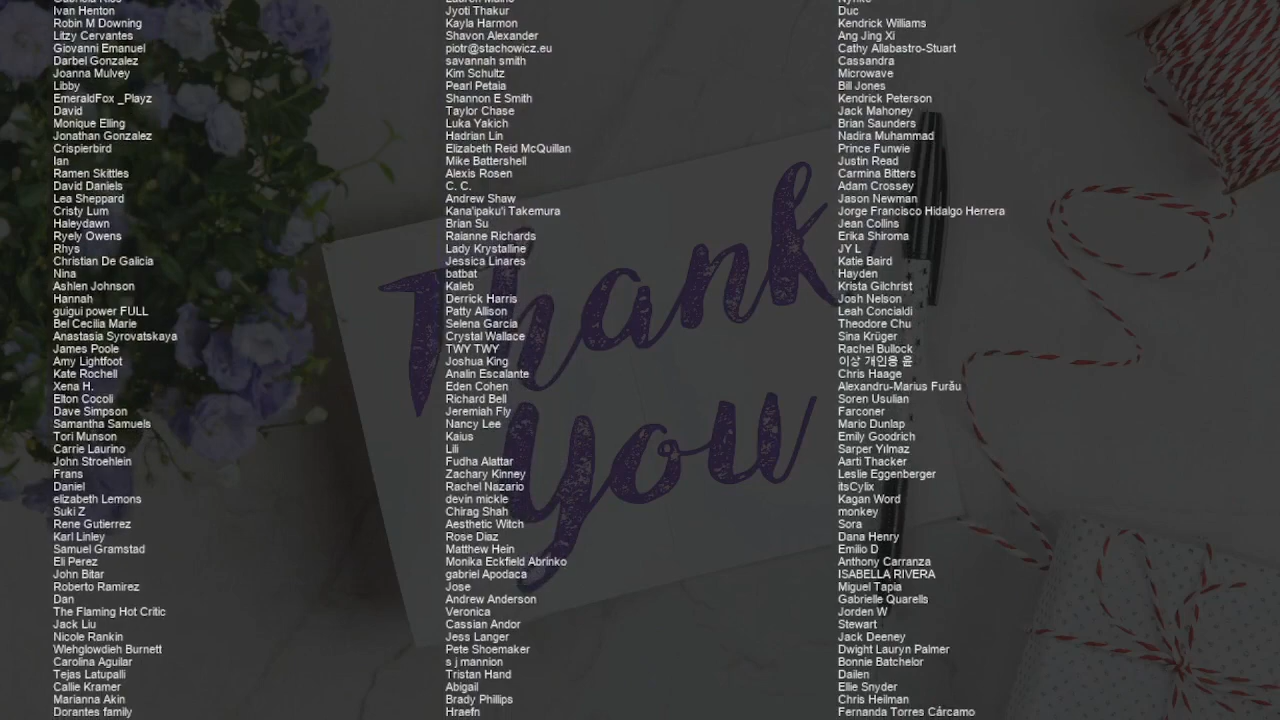 Ivan Henton
Robin M Downing
Litzy Cervantes
Giovanni Emanuel
Darbel Gonzalez
Joanna Mulvey
Libby
EmeraldFox _Playz
David
Monique Elling
Jonathan Gonzalez
Crispierbird
Ian
Ramen Skittles
David Daniels
Lea Sheppard
Cristy Lum
Haleydawn
Ryely Owens
Rhys
Christian De Galicia
Nina
Ashlen Johnson
Hannah
guigui power FULL
Bel Cecilia Marie
Anastasia Syrovatskaya
James Poole
Amy Lightfoot
Kate Rochell
Xena H.
Elton Cocoli
Dave Simpson
Samantha Samuels
Tori Munson
Carrie Laurino
John Stroehlein
Frans
Daniel
elizabeth Lemons
Suki Z
Rene Gutierrez
Karl Linley
Samuel Gramstad
Eli Perez
John Bitar
Roberto Ramirez
Dan
The Flaming Hot Critic
Jack Liu
Nicole Rankin
Wiehglowdieh Burnett
Carolina Aguilar
Tejas Latupalli
Callie Kramer
Marianna Akin
Dorantes family
Jyoti Thakur
Kayla Harmon
Shavon Alexander
piotr@stachowicz.eu
savannah smith
Kim Schultz
Pearl Petaia
Shannon E Smith
Taylor Chase
Luka Yakich
Hadrian Lin
Elizabeth Reid McQuillan
Mike Battershell
Alexis Rosen
C. C.
Andrew Shaw
Kana'ipaku'i Takemura
Brian Su
Raianne Richards
Lady Krystalline
Jessica Linares
batbat
Kaleb
Derrick Harris
Patty Allison
Selena Garcia
Crystal Wallace
TWY TWY
Joshua King
Analin Escalante
Eden Cohen
Richard Bell
Jeremiah Fly
Nancy Lee
Kaius
Lili
Fudha Alattar
Zachary Kinney
Rachel Nazario
devin mickle
Chirag Shah
Aesthetic Witch
Rose Diaz
Matthew Hein
Monika Eckfield Abrinko
gabriel Apodaca
Jose
Andrew Anderson
Veronica
Cassian Andor
Jess Langer
Pete Shoemaker
s j mannion
Tristan Hand
Abigail
Brady Phillips
Hraefn
Duc
Kendrick Williams
Ang Jing Xi
Cathy Allabastro-Stuart
Cassandra
Microwave
Bill Jones
Kendrick Peterson
Jack Mahoney
Brian Saunders
Nadira Muhammad
Prince Funwie
Justin Read
Carmina Bitters
Adam Crossey
Jason Newman
Jorge Francisco Hidalgo Herrera
Jean Collins
Erika Shiroma
JY L
Katie Baird
Hayden
Krista Gilchrist
Josh Nelson
Leah Concialdi
Theodore Chu
Sina Krüger
Rachel Bullock
이상 개인용 윤
Chris Haage
Alexandru-Marius Furău
Soren Usulian
Farconer
Mario Dunlap
Emily Goodrich
Sarper Yılmaz
Aarti Thacker
Leslie Eggenberger
itsCylix
Kagan Word
monkey
Sora
Dana Henry
Emilio D
Anthony Carranza
ISABELLA RIVERA
Miguel Tapia
Gabrielle Quarells
Jorden W
Stewart
Jack Deeney
Dwight Lauryn Palmer
Bonnie Batchelor
Dailen
Ellie Snyder
Chris Heilman
Fernanda Torres Cárcamo
Thank
you